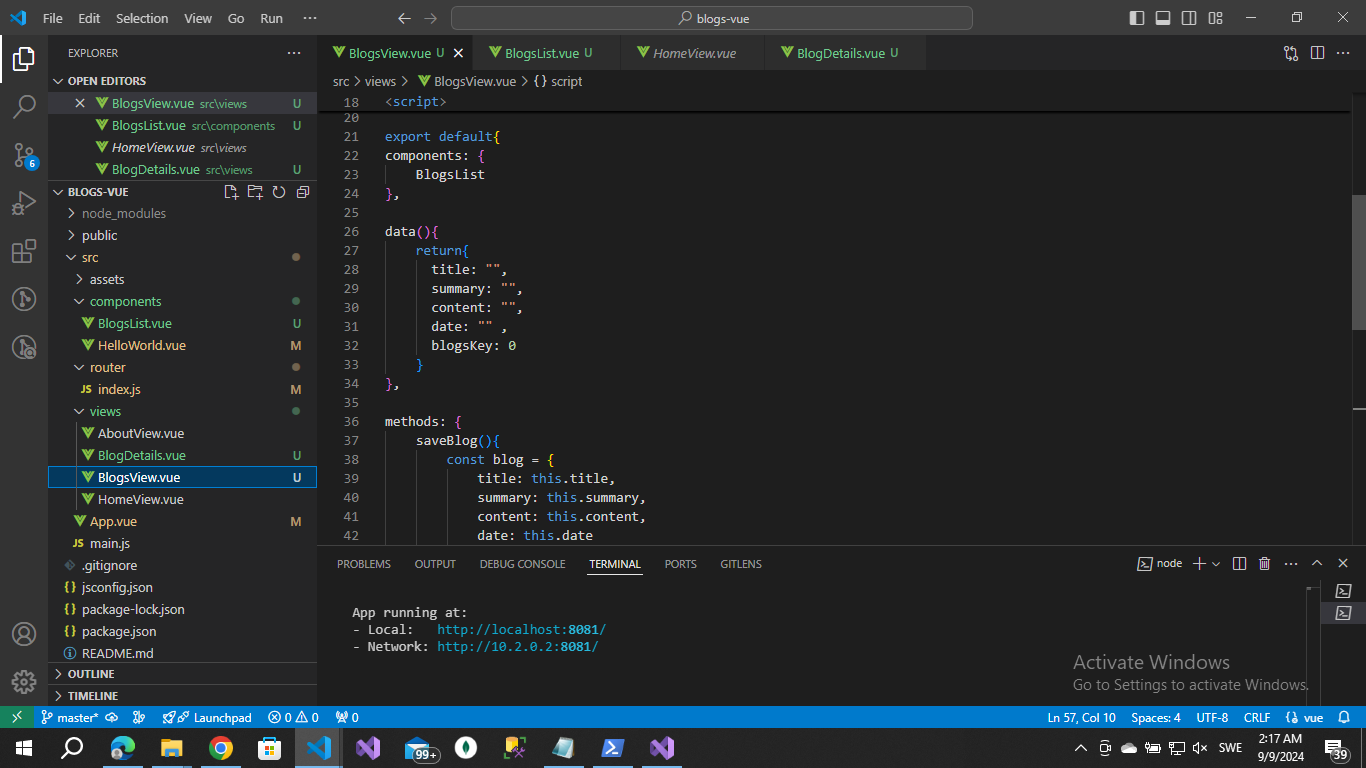 File Edit Selection View Go Run ··· blogs-vue
EXPLORER ···
OPEN EDITORS
BlogsView.vue src\views U
BlogsList.vue src\components U
HomeView.vue src\views
BlogDetails.vue src\views U
BLOGS-VUE
node_modules
public
src
assets
components
BlogsList.vue U
HelloWorld.vue M
router
JS index.js M
views
AboutView.vue
BlogDetails.vue U
BlogsView.vue U
HomeView.vue
App.vue M
JS main.js
.gitignore
{} jsconfig.json
{} package-lock.json
{} package.json
README.md
OUTLINE
TIMELINE
BlogsView.vue U BlogsList.vue U HomeView.vue BlogDetails.vue U
src > views > BlogsView.vue > {} script
18 <script>
20
21 export default{
22 components: {
23 BlogsList
24 },
25
26 data(){
27 return{
28 title: "",
29 summary: "",
30 content: "",
31 date: "" ,
32 blogsKey: 0
33 }
34 },
35
36 methods: {
37 saveBlog(){
38 const blog = {
39 title: this.title,
40 summary: this.summary,
41 content: this.content,
42 date: this.date
PROBLEMS OUTPUT DEBUG CONSOLE TERMINAL PORTS GITLENS node
App running at:
- Local: http://localhost:8081/
- Network: http://10.2.0.2:8081/
Activate Windows
Go to Settings to activate Windows.
6
master* Launchpad 0 0 0 Ln 57, Col 10 Spaces: 4 UTF-8 CRLF vue
99+ SWE 2:17 AM
9/9/2024
39